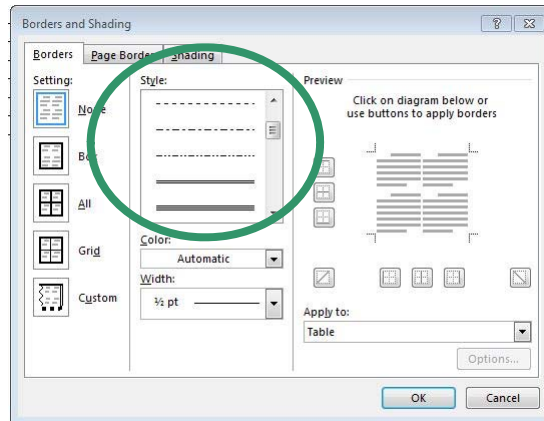 Borders and Shading
Borders Page Border Shading
Setting:
None
Box
All
Grid
Custom
Style:
Color:
Automatic
Width:
½ pt
Preview
Click on diagram below or
use buttons to apply borders
Apply to:
Table
Options...
OK Cancel